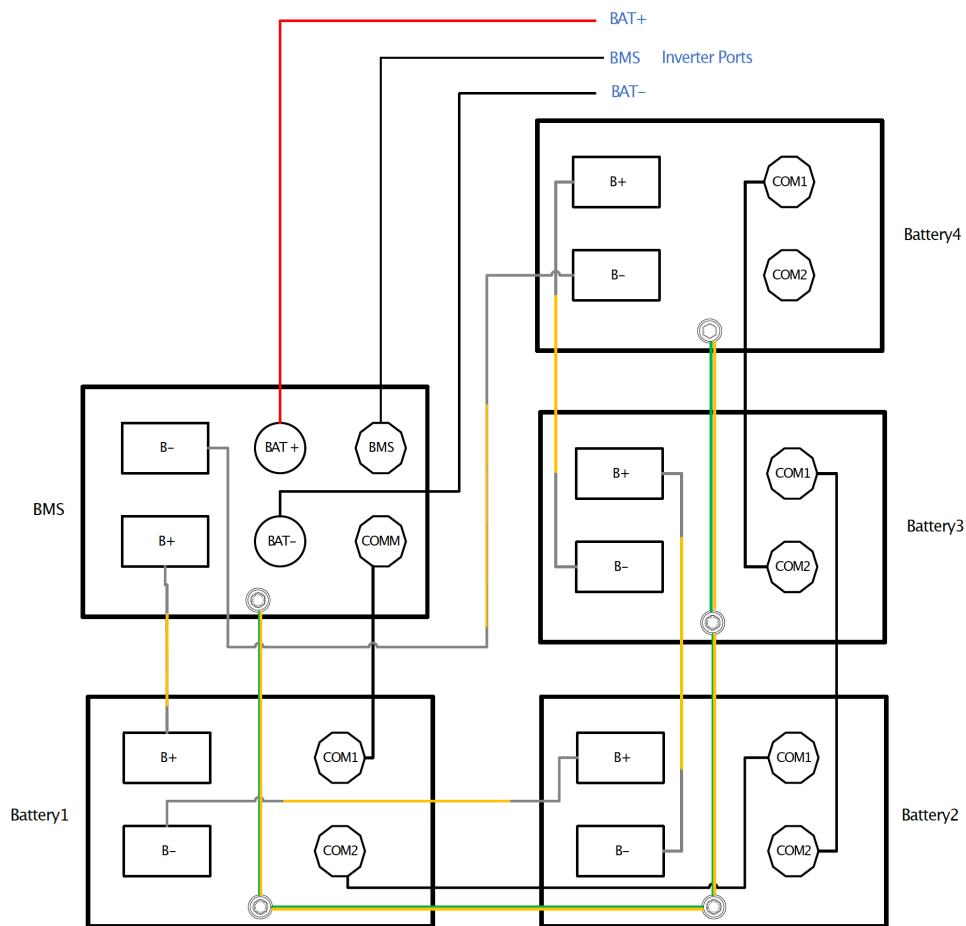 BAT+
BMS Inverter Ports
BAT-
B+
COM1
Battery4
B-
COM2
B-
BAT +
BMS
BMS
B+
BAT-
COMM
B+
COM1
Battery3
B-
COM2
B+
COM1
Battery1
B-
COM2
B+
COM1
Battery2
B-
COM2